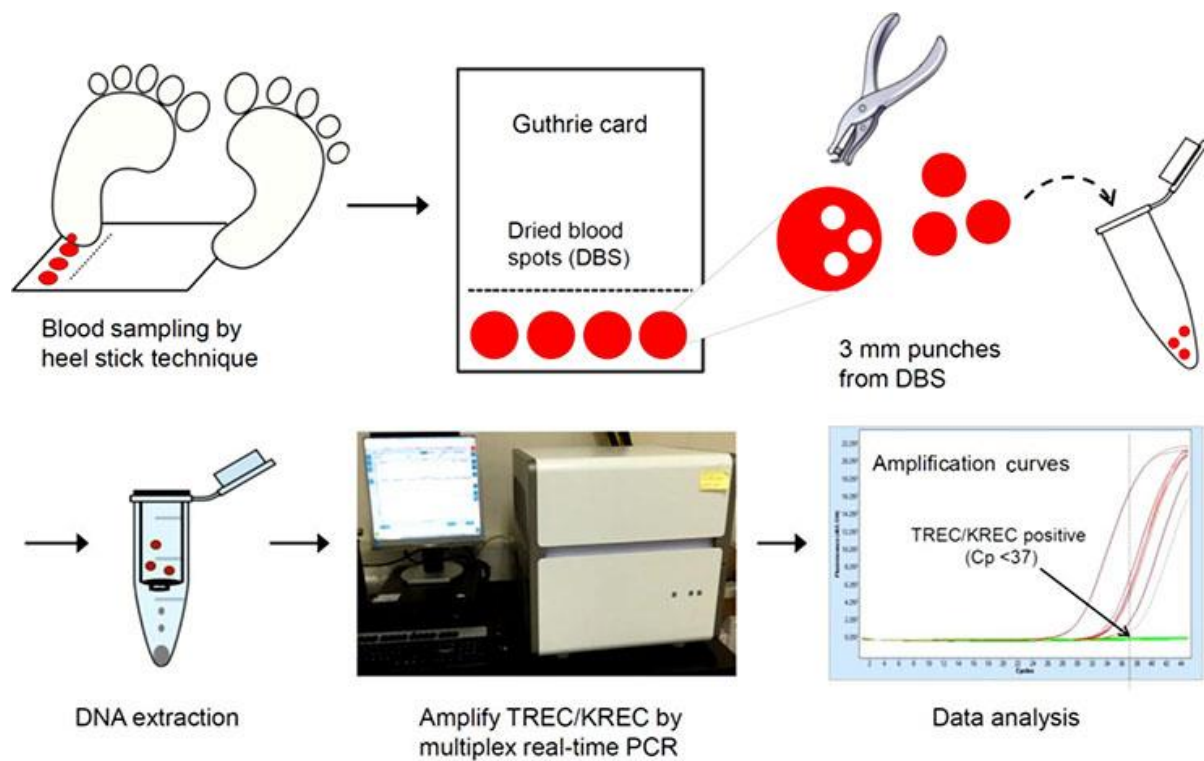 Guthrie card
Dried blood
spots (DBS)
Blood sampling by
heel stick technique
3 mm punches
from DBS
DNA extraction
Amplify TREC/KREC by
multiplex real-time PCR
Amplification curves
TREC/KREC positive
(Cp <37)
Cycles
Data analysis